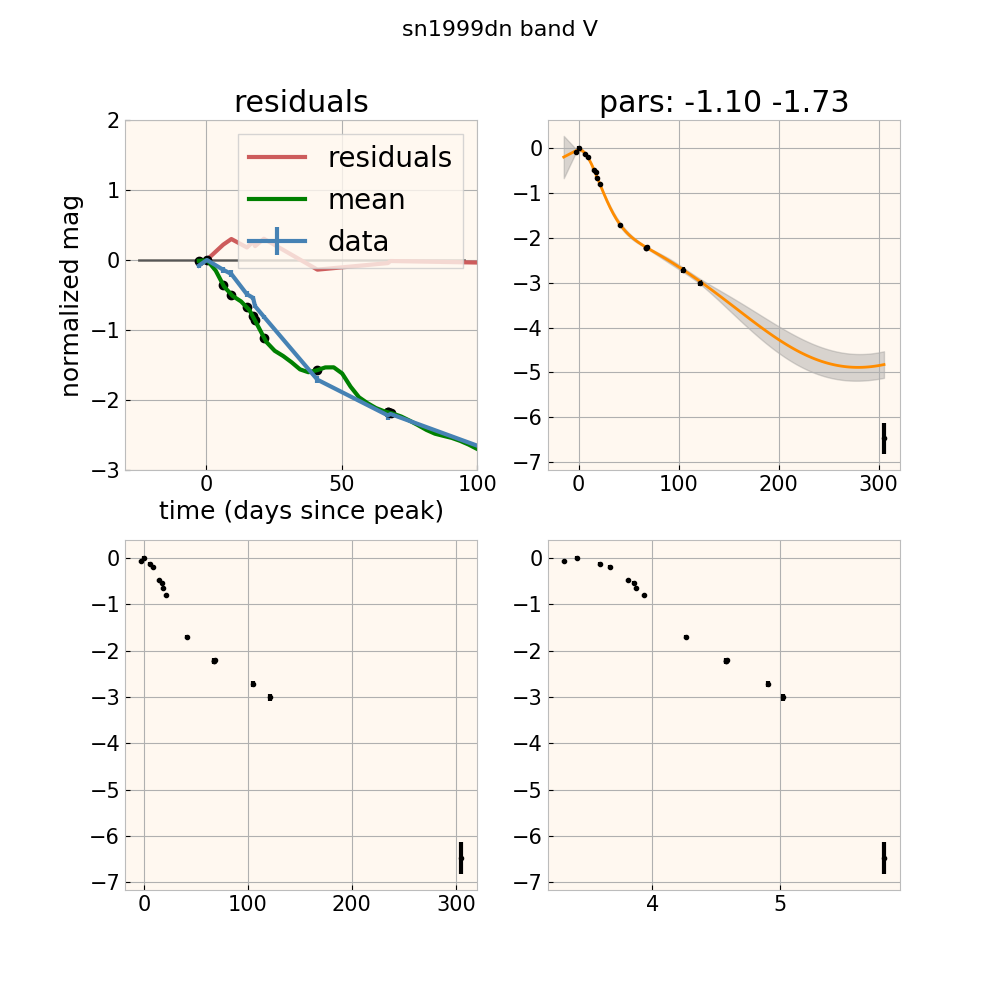 sn1999dn band V
residuals
pars: -1.10 -1.73
2
1
0
−1
−2
−3
normalized mag
residuals
mean
data
0 50 100
time (days since peak)
0
−1
−2
−3
−4
−5
−6
−7
0 100 200 300
0
−1
−2
−3
−4
−5
−6
−7
0 100 200 300
0
−1
−2
−3
−4
−5
−6
−7
4 5